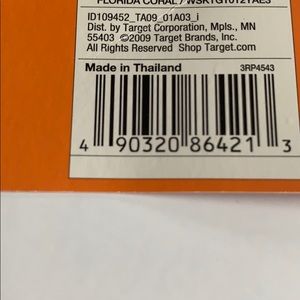 FLORIDA CORAL / WSKTG1012YAE3
ID109452_TA09_01A03_i
Dist by Target Corporation, Mpls., MN
55403 ©2009 Target Brands, Inc.
All Rights Reserved Shop Target.com
Made in Thailand 3RP4543
4 90320 86421 3